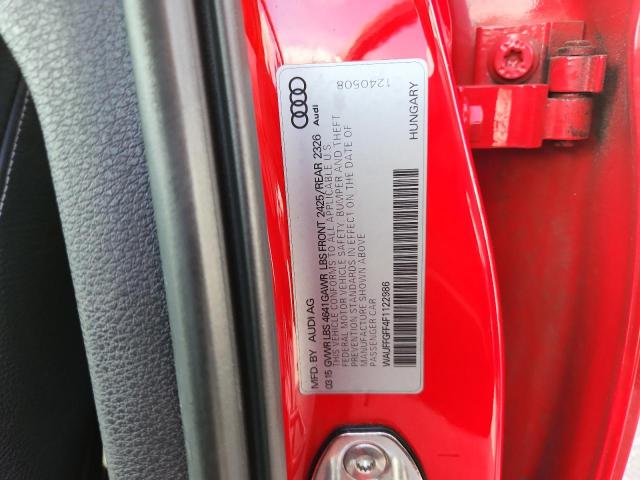 MFD. BY AUDI AG
03 15 GVWR LBS 4641 GAWR LBS FRONT 2425/REAR 2326
THIS VEHICLE CONFORMS TO ALL APPLICABLE U.S.
FEDERAL MOTOR VEHICLE SAFETY, BUMPER AND THEFT
PREVENTION STANDARDS IN EFFECT ON THE DATE OF
MANUFACTURE SHOWN ABOVE
PASSENGER CAR
WAUFFGFF4F1122986
HUNGARY
Audi
1240508